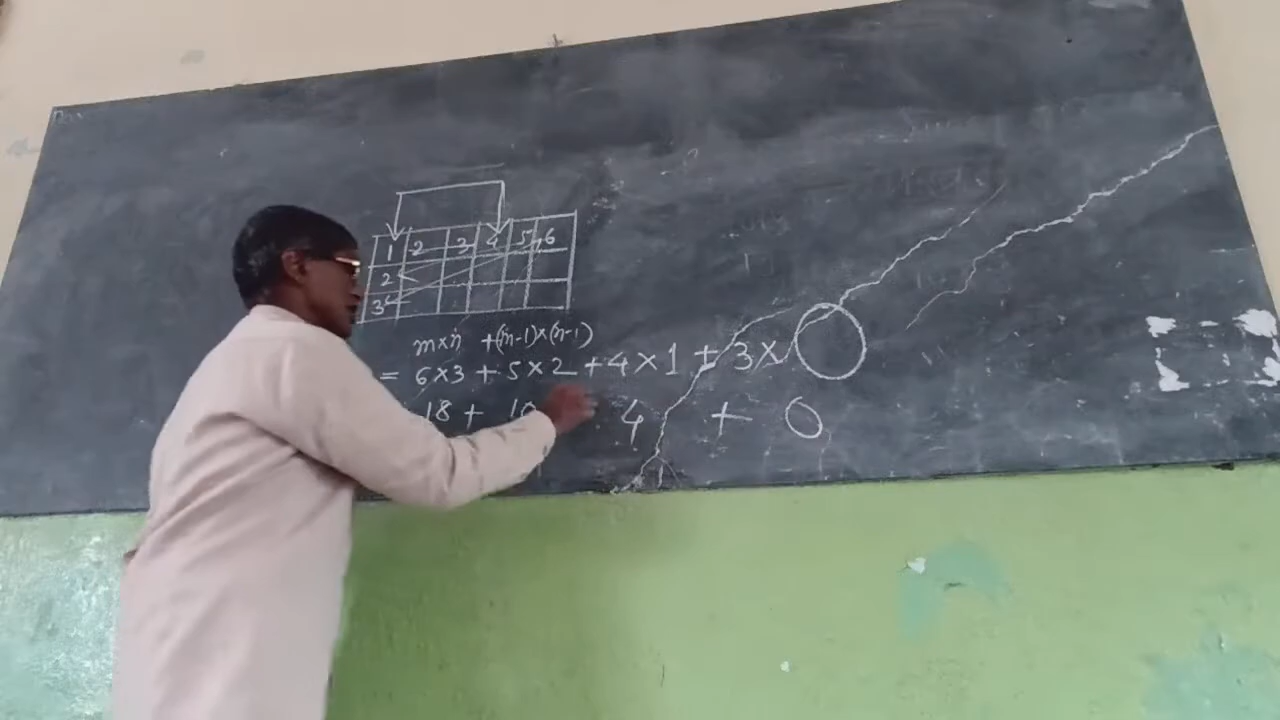 1 2 3 4 5 6
2
3
m×n +(m-1)×(n-1)
= 6×3 + 5×2 +4×1 + 3×0
18 + 10 4 + 0